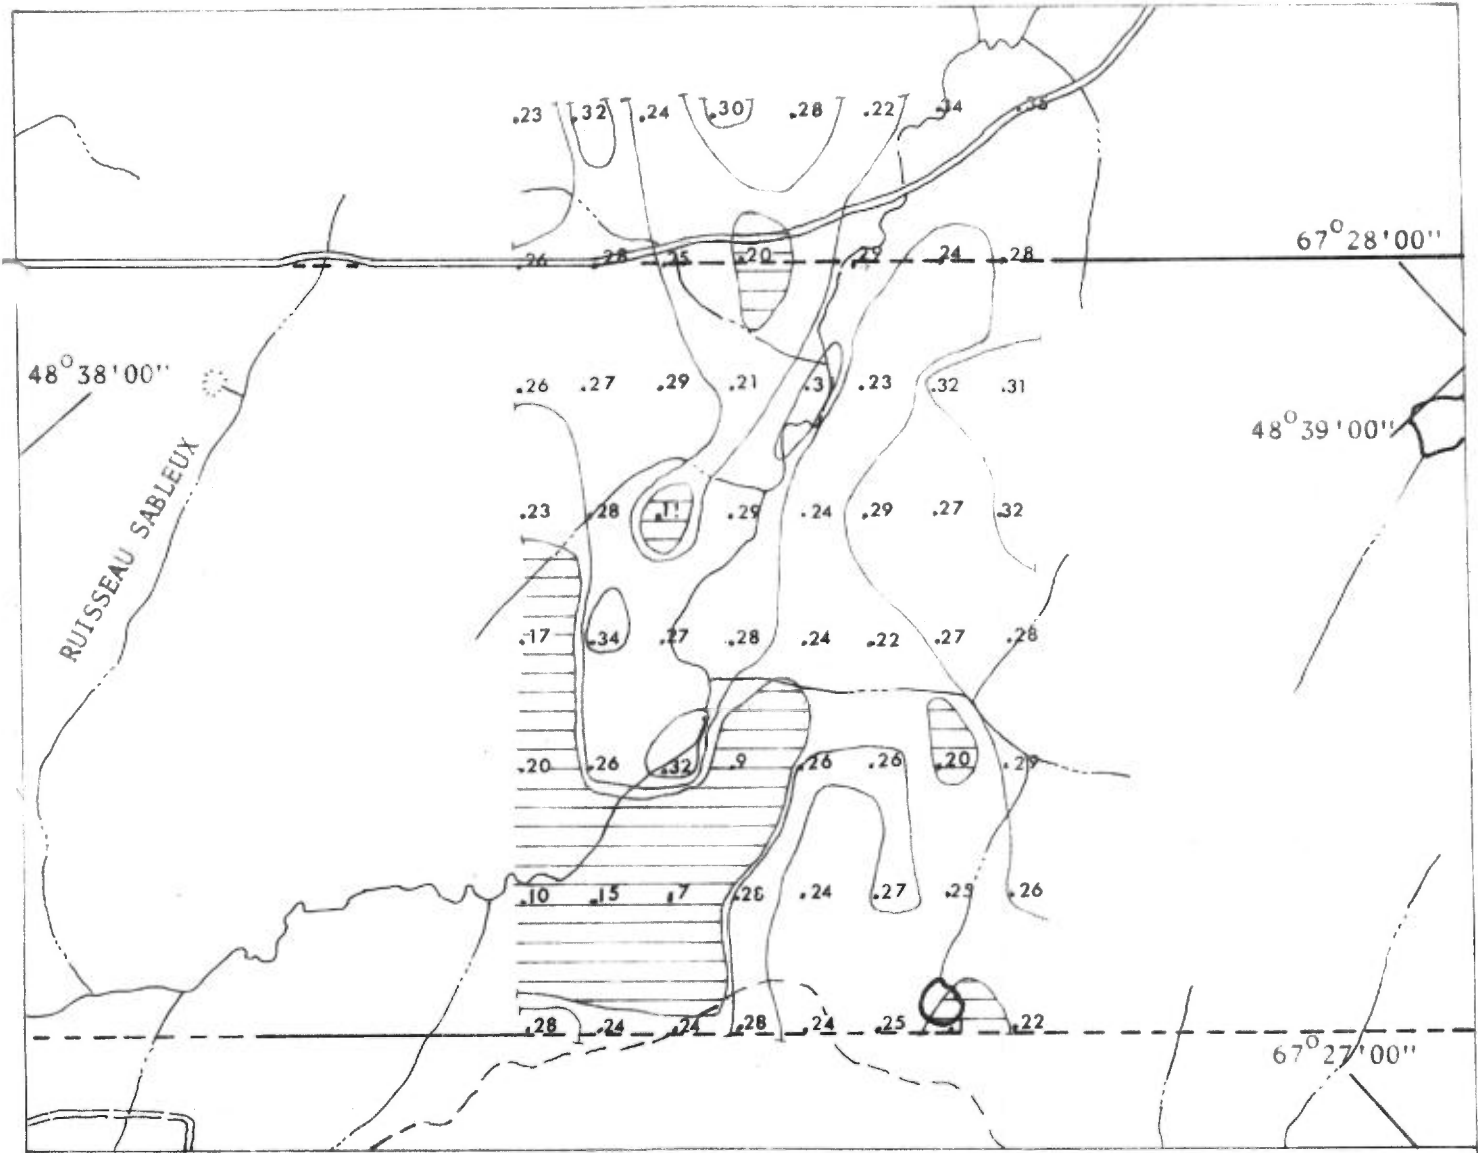 .23 .32 .24 .30 .28 .22 .34
67°28'00"
.26 .28 .25 .20 .29 .24 .28
48°38'00"
.26 .27 .29 .21 .3 .23 .32 .31
48°39'00"
.23 .28 .29 .24 .29 .27 .32
RUISSEAU SABLEUX
.17 .34 .27 .28 .24 .22 .27 .28
.20 .26 .32 .9 .26 .26 .20 .29
.10 .15 .7 .24 .27 .25 .26
.28 .24 .24 .28 .24 .25 .22
67°27'00"